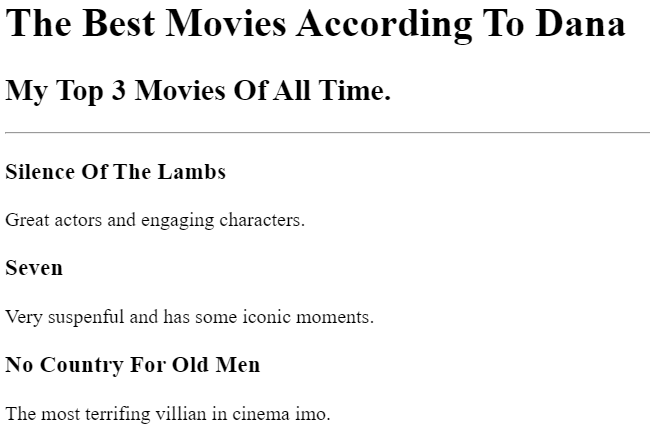 The Best Movies According To Dana
My Top 3 Movies Of All Time.
Silence Of The Lambs
Great actors and engaging characters.
Seven
Very suspenful and has some iconic moments.
No Country For Old Men
The most terrifing villian in cinema imo.